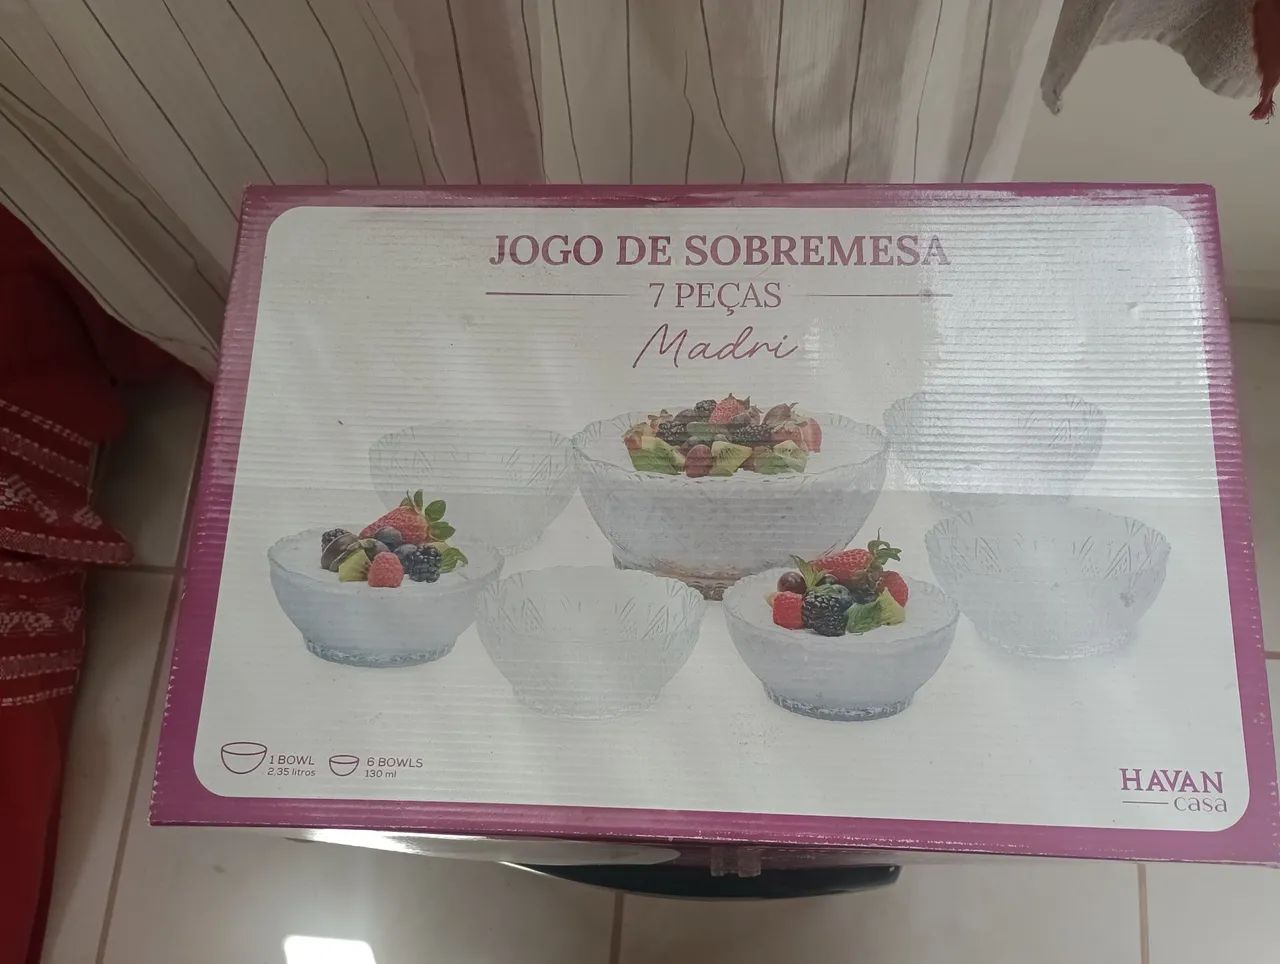 JOGO DE SOBREMESA
7 PEÇAS
Madri
1 BOWL
2,35 litros
6 BOWLS
130 ml
HAVAN
casa